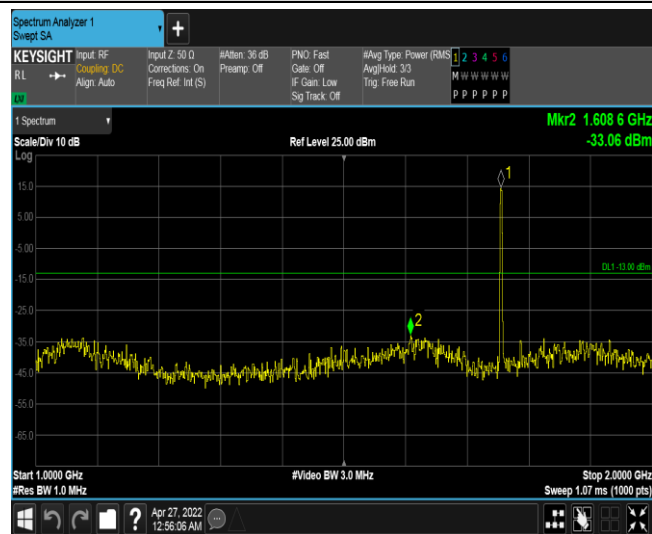 Spectrum Analyzer 1
Swept SA
+
KEYSIGHT
RL
Input: RF
Coupling: DC
Align: Auto
Input Z: 50 Ω
Corrections: On
Freq Ref: Int (S)
#Atten: 36 dB
Preamp: Off
PNO: Fast
Gate: Off
IF Gain: Low
Sig Track: Off
#Avg Type: Power (RMS
Avg|Hold: 3/3
Trig: Free Run
1 2 3 4 5 6
M W W W W W
P P P P P P
1 Spectrum
Scale/Div 10 dB
Ref Level 25.00 dBm
Mkr2 1.608 6 GHz
-33.06 dBm
Log
15.0
5.00
-5.00
-15.0
-25.0
-35.0
-45.0
-55.0
-65.0
1
2
DL1 -13.00 dBm
Start 1.0000 GHz
#Res BW 1.0 MHz
#Video BW 3.0 MHz
Stop 2.0000 GHz
Sweep 1.07 ms (1000 pts)
?
Apr 27, 2022
12:56:06 AM